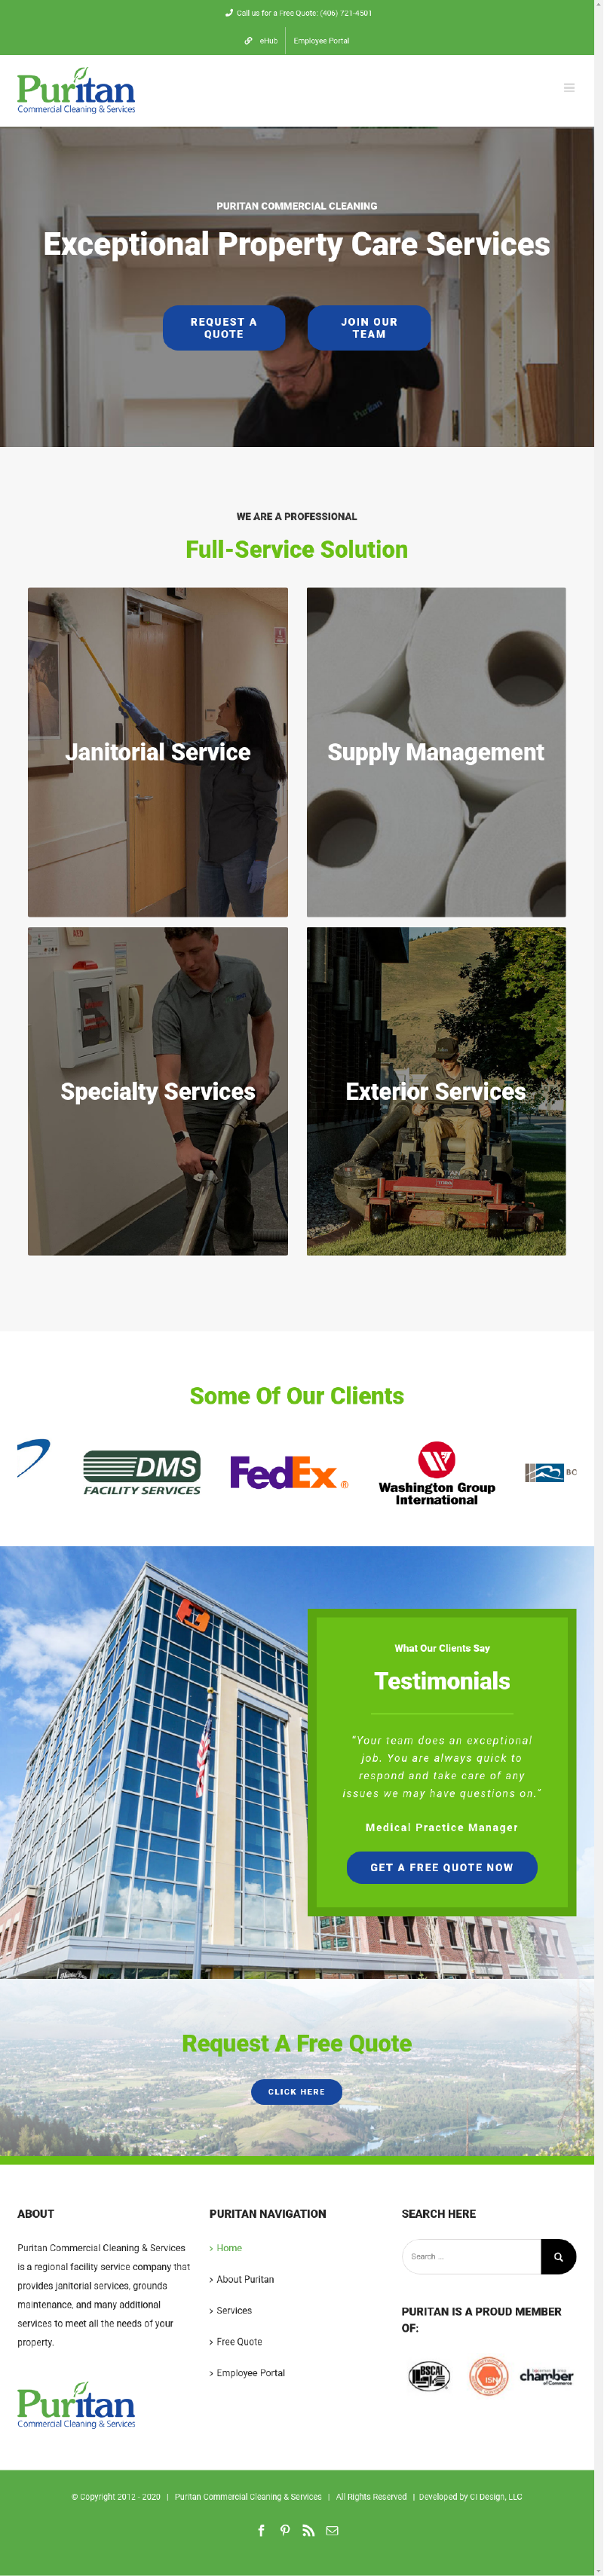 Call us for a Free Quote: (406) 721-4501
eHub
Employee Portal
Puritan
Commercial Cleaning & Services
PURITAN COMMERCIAL CLEANING
Exceptional Property Care Services
REQUEST A
QUOTE
JOIN OUR
TEAM
Puritan
WE ARE A PROFESSIONAL
Full-Service Solution
Janitorial Service
Supply Management
Specialty Services
Exterior Services
Some Of Our Clients
DMS
FACILITY SERVICES
FedEx®
Washington Group
International
BO
What Our Clients Say
Testimonials
“Your team does an exceptional
job. You are always quick to
respond and take care of any
issues we may have questions on.”
Medical Practice Manager
GET A FREE QUOTE NOW
Request A Free Quote
CLICK HERE
ABOUT
Puritan Commercial Cleaning & Services
is a regional facility service company that
provides janitorial services, grounds
maintenance, and many additional
services to meet all the needs of your
property.
Puritan
Commercial Cleaning & Services
PURITAN NAVIGATION
Home
About Puritan
Services
Free Quote
Employee Portal
SEARCH HERE
Search ...
PURITAN IS A PROUD MEMBER
OF:
BSCAI
ISN
chamber
of Commerce
© Copyright 2012 - 2020 | Puritan Commercial Cleaning & Services | All Rights Reserved | Developed by CI Design, LLC